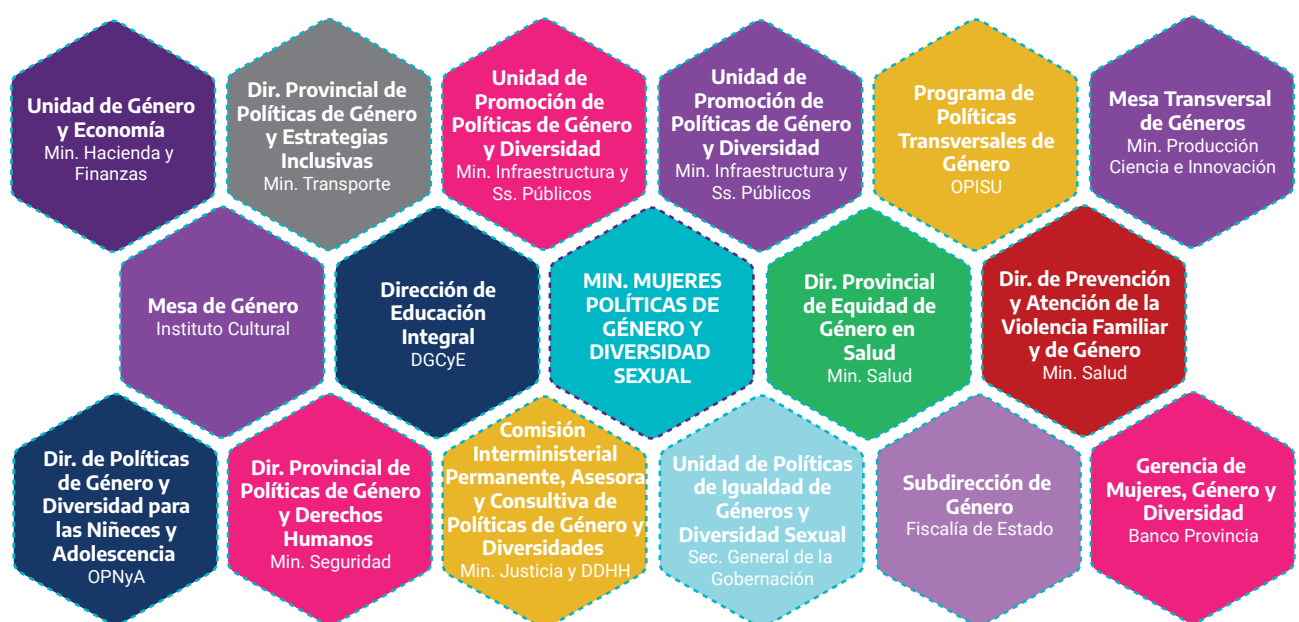 Unidad de Género
y Economía
Min. Hacienda y
Finanzas
Dir. Provincial de
Políticas de Género
y Estrategias
Inclusivas
Min. Transporte
Unidad de
Promoción de
Políticas de Género
y Diversidad
Min. Infraestructura y
Ss. Públicos
Unidad de
Promoción de
Políticas de Género
y Diversidad
Min. Infraestructura y
Ss. Públicos
Programa de
Políticas
Transversales de
Género
OPISU
Mesa Transversal
de Géneros
Min. Producción
Ciencia e Innovación
Mesa de Género
Instituto Cultural
Dirección de
Educación
Integral
DGCyE
MIN. MUJERES
POLÍTICAS DE
GÉNERO Y
DIVERSIDAD
SEXUAL
Dir. Provincial
de Equidad de
Género en
Salud
Min. Salud
Dir. de Prevención
y Atención de la
Violencia Familiar
y de Género
Min. Salud
Dir. de Políticas
de Género y
Diversidad para
las Niñeces y
Adolescencia
OPNyA
Dir. Provincial de
Políticas de Género
y Derechos
Humanos
Min. Seguridad
Comisión
Interministerial
Permanente, Asesora
y Consultiva de
Políticas de Género y
Diversidades
Min. Justicia y DDHH
Unidad de Políticas
de Igualdad de
Géneros y
Diversidad Sexual
Sec. General de la
Gobernación
Subdirección de
Género
Fiscalía de Estado
Gerencia de
Mujeres, Género y
Diversidad
Banco Provincia